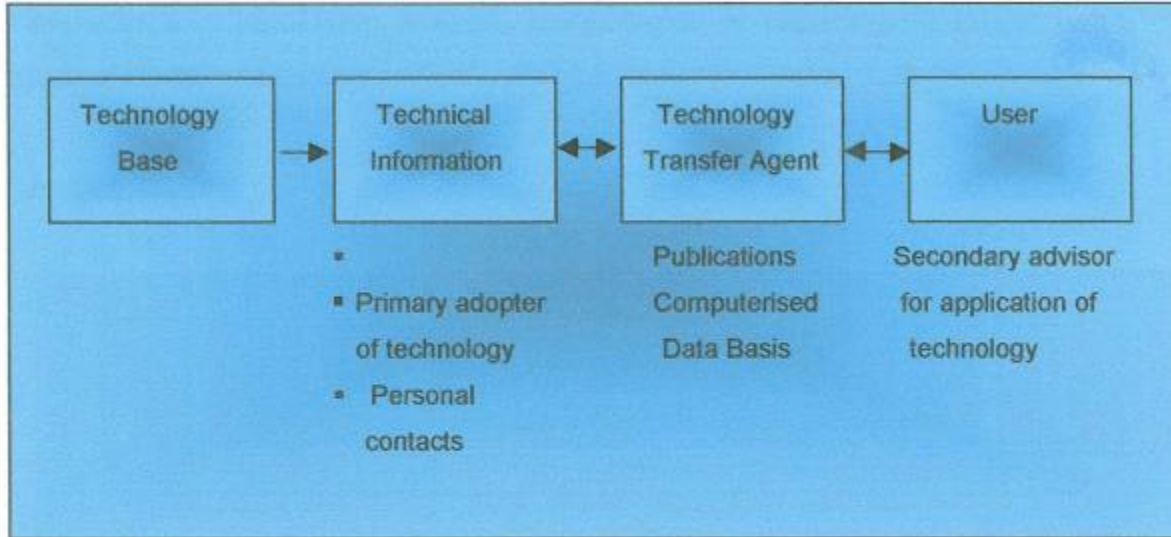 Technology
Base
Technical
Information
Technology
Transfer Agent
User
▪
▪ Primary adopter
of technology
▪ Personal
contacts
Publications
Computerised
Data Basis
Secondary advisor
for application of
technology